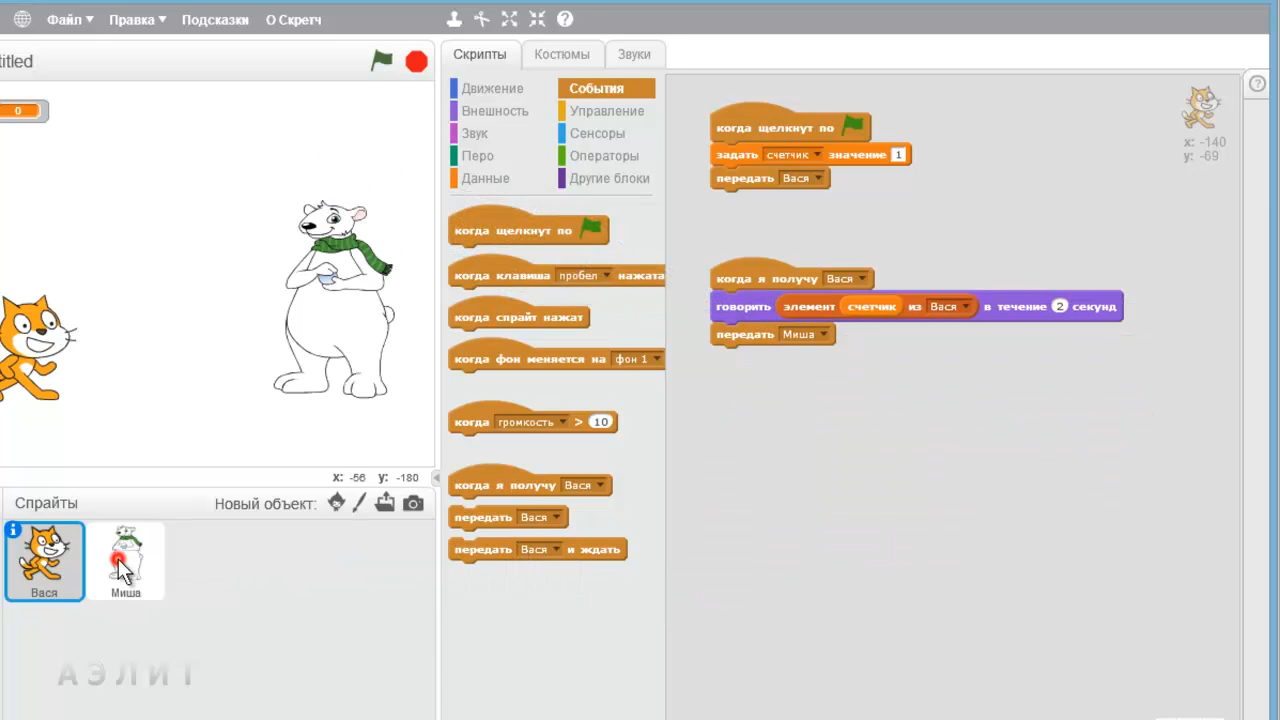 Файл Правка Подсказки О Скретч
titled
0
Скрипты Костюмы Звуки
Движение События
Внешность Управление
Звук Сенсоры
Перо Операторы
Данные Другие блоки
когда щелкнут по
когда клавиша пробел нажата
когда спрайт нажат
когда фон меняется на фон 1
когда громкость > 10
когда я получу Вася
передать Вася
передать Вася и ждать
когда щелкнут по
задать счетчик значение 1
передать Вася
когда я получу Вася
говорить элемент счетчик из Вася в течение 2 секунд
передать Миша
x: -140
y: -69
x: -56 y: -180
Спрайты Новый объект:
Вася Миша
АЭЛИТ